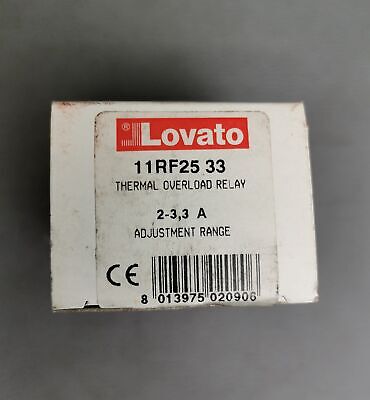 ® Lovato
11RF25 33
THERMAL OVERLOAD RELAY
2-3,3 A
ADJUSTMENT RANGE
CE
8 013975 020906